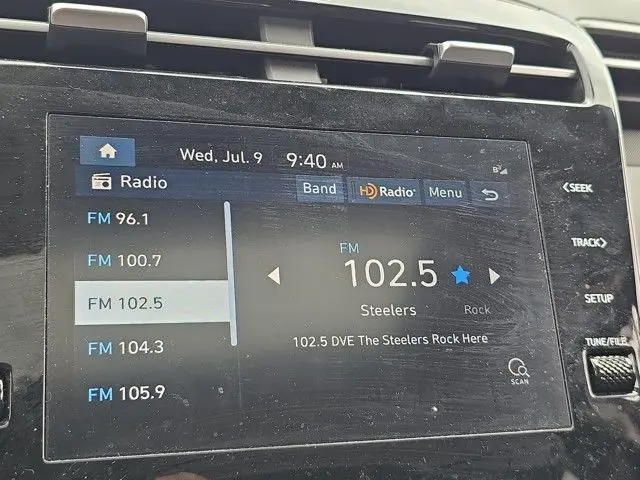 Wed, Jul. 9 9:40 AM
Radio Band HD Radio Menu
FM 96.1
FM 100.7
FM 102.5
FM 104.3
FM 105.9
FM
102.5
Steelers Rock
102.5 DVE The Steelers Rock Here
SCAN
SEEK
TRACK
SETUP
TUNE/FILE